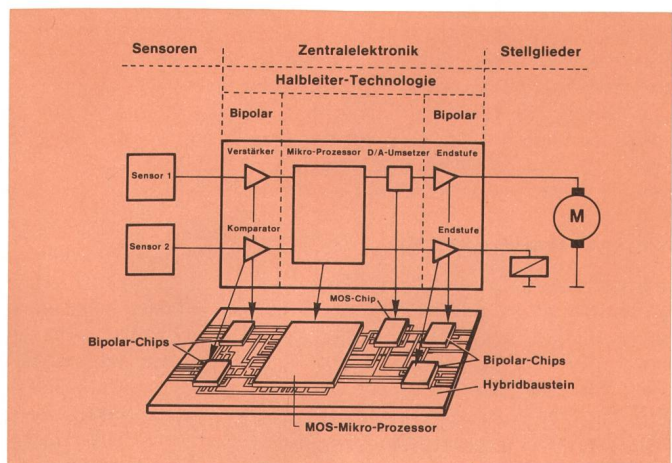 Sensoren Zentralelektronik Stellglieder
Halbleiter-Technologie
Bipolar Bipolar
Verstärker Mikro-Prozessor D/A-Umsetzer Endstufe
Sensor 1
M
Komparator Endstufe
Sensor 2
MOS-Chip
Bipolar-Chips
Bipolar-Chips
Hybridbaustein
MOS-Mikro-Prozessor